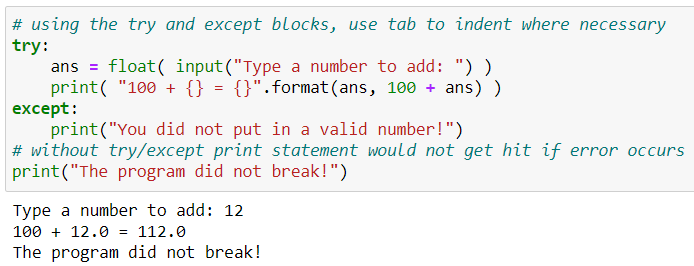 # using the try and except blocks, use tab to indent where necessary
try:
    ans = float( input("Type a number to add: ") )
    print( "100 + {} = {}".format(ans, 100 + ans) )
except:
    print("You did not put in a valid number!")
# without try/except print statement would not get hit if error occurs
print("The program did not break!")
Type a number to add: 12
100 + 12.0 = 112.0
The program did not break!